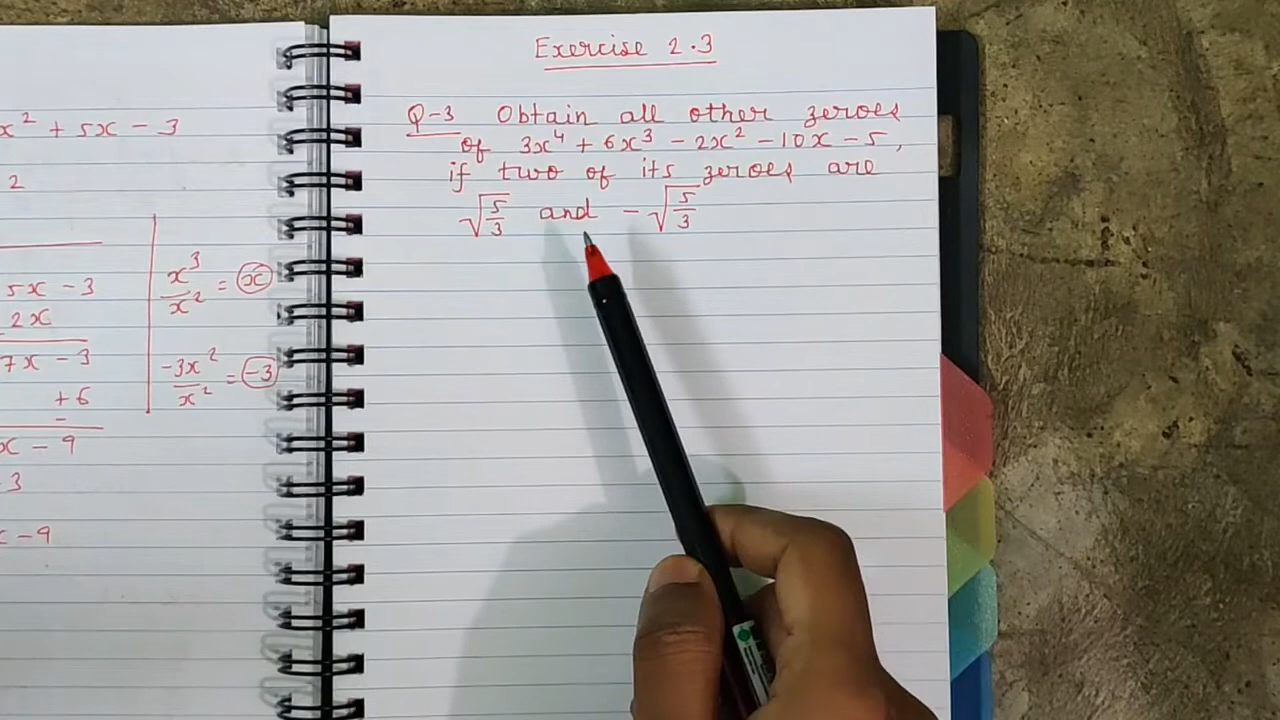 x² + 5x - 3
2
5x - 3
2x
7x - 3
+ 6
-
x - 9
3
x - 9
x³/x² = x
-3x²/x² = -3
Exercise 2.3
Q-3 Obtain all other zeroes
of 3x⁴ + 6x³ - 2x² - 10x - 5,
if two of its zeroes are
√5/3 and -√5/3